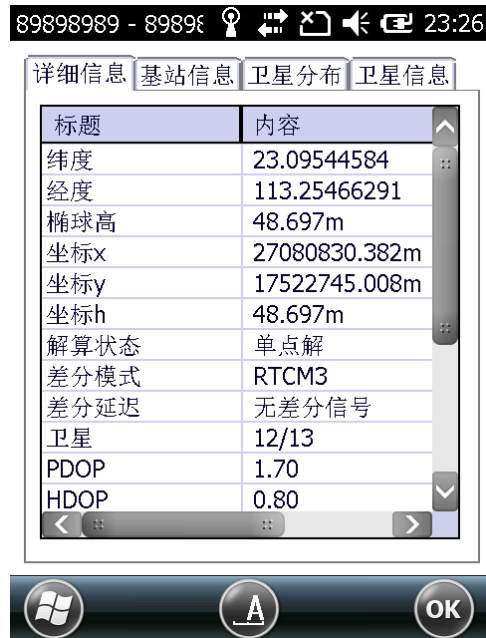 89898989 - 8989 23:26
详细信息 基站信息 卫星分布 卫星信息
标题 内容
纬度 23.09544584
经度 113.25466291
椭球高 48.697m
坐标x 27080830.382m
坐标y 17522745.008m
坐标h 48.697m
解算状态 单点解
差分模式 RTCM3
差分延迟 无差分信号
卫星 12/13
PDOP 1.70
HDOP 0.80
A OK